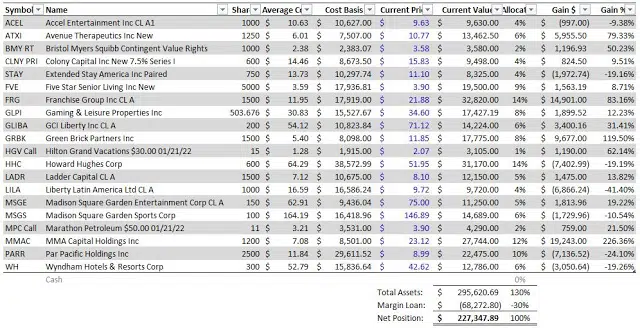 Symbol Name Shar Average Co Cost Basis Current Pri Current Value Allocat Gain $ Gain %
ACEL Accel Entertainment Inc CL A1 1000 $ 10.63 $ 10,627.00 $ 9.63 $ 9,630.00 4% $ (997.00) -9.38%
ATXI Avenue Therapeutics Inc New 1250 $ 6.01 $ 7,507.00 $ 10.77 $ 13,462.50 6% $ 5,955.50 79.33%
BMY RT Bristol Myers Squibb Contingent Value Rights 1000 $ 2.38 $ 2,383.07 $ 3.58 $ 3,580.00 2% $ 1,196.93 50.23%
CLNY PRI Colony Capital Inc New 7.5% Series I 600 $ 14.46 $ 8,673.50 $ 15.83 $ 9,498.00 4% $ 824.50 9.51%
STAY Extended Stay America Inc Paired 750 $ 13.73 $ 10,297.74 $ 11.10 $ 8,325.00 4% $ (1,972.74) -19.16%
FVE Five Star Senior Living Inc New 5000 $ 3.59 $ 17,936.81 $ 3.90 $ 19,500.00 9% $ 1,563.19 8.71%
FRG Franchise Group Inc CL A 1500 $ 11.95 $ 17,919.00 $ 21.88 $ 32,820.00 14% $ 14,901.00 83.16%
GLPI Gaming & Leisure Properties Inc 503.676 $ 30.83 $ 15,527.67 $ 34.60 $ 17,427.19 8% $ 1,899.52 12.23%
GLIBA GCI Liberty Inc CL A 200 $ 54.12 $ 10,823.84 $ 71.12 $ 14,224.00 6% $ 3,400.16 31.41%
GRBK Green Brick Partners Inc 1500 $ 5.40 $ 8,098.00 $ 11.85 $ 17,775.00 8% $ 9,677.00 119.50%
HGV Call Hilton Grand Vacations $30.00 01/21/22 15 $ 1.28 $ 1,915.00 $ 2.07 $ 3,105.00 1% $ 1,190.00 62.14%
HHC Howard Hughes Corp 600 $ 64.29 $ 38,572.99 $ 51.95 $ 31,170.00 14% $ (7,402.99) -19.19%
LADR Ladder Capital CL A 1500 $ 7.12 $ 10,675.00 $ 8.10 $ 12,150.00 5% $ 1,475.00 13.82%
LILA Liberty Latin America Ltd CL A 1000 $ 16.59 $ 16,586.24 $ 9.72 $ 9,720.00 4% $ (6,866.24) -41.40%
MSGE Madison Square Garden Entertainment Corp CL A 150 $ 62.91 $ 9,436.04 $ 75.00 $ 11,250.00 5% $ 1,813.96 19.22%
MSGS Madison Square Garden Sports Corp 100 $ 164.19 $ 16,418.96 $ 146.89 $ 14,689.00 6% $ (1,729.96) -10.54%
MPC Call Marathon Petroleum $50.00 01/21/22 11 $ 3.21 $ 3,531.00 $ 3.90 $ 4,290.00 2% $ 759.00 21.50%
MMAC MMA Capital Holdings Inc 1200 $ 7.08 $ 8,501.00 $ 23.12 $ 27,744.00 12% $ 19,243.00 226.36%
PARR Par Pacific Holdings Inc 2500 $ 11.84 $ 29,611.52 $ 8.99 $ 22,475.00 10% $ (7,136.52) -24.10%
WH Wyndham Hotels & Resorts Corp 300 $ 52.79 $ 15,836.64 $ 42.62 $ 12,786.00 6% $ (3,050.64) -19.26%
Cash 0%
Total Assets: $ 295,620.69 130%
Margin Loan: $ (68,272.80) -30%
Net Position: $ 227,347.89 100%